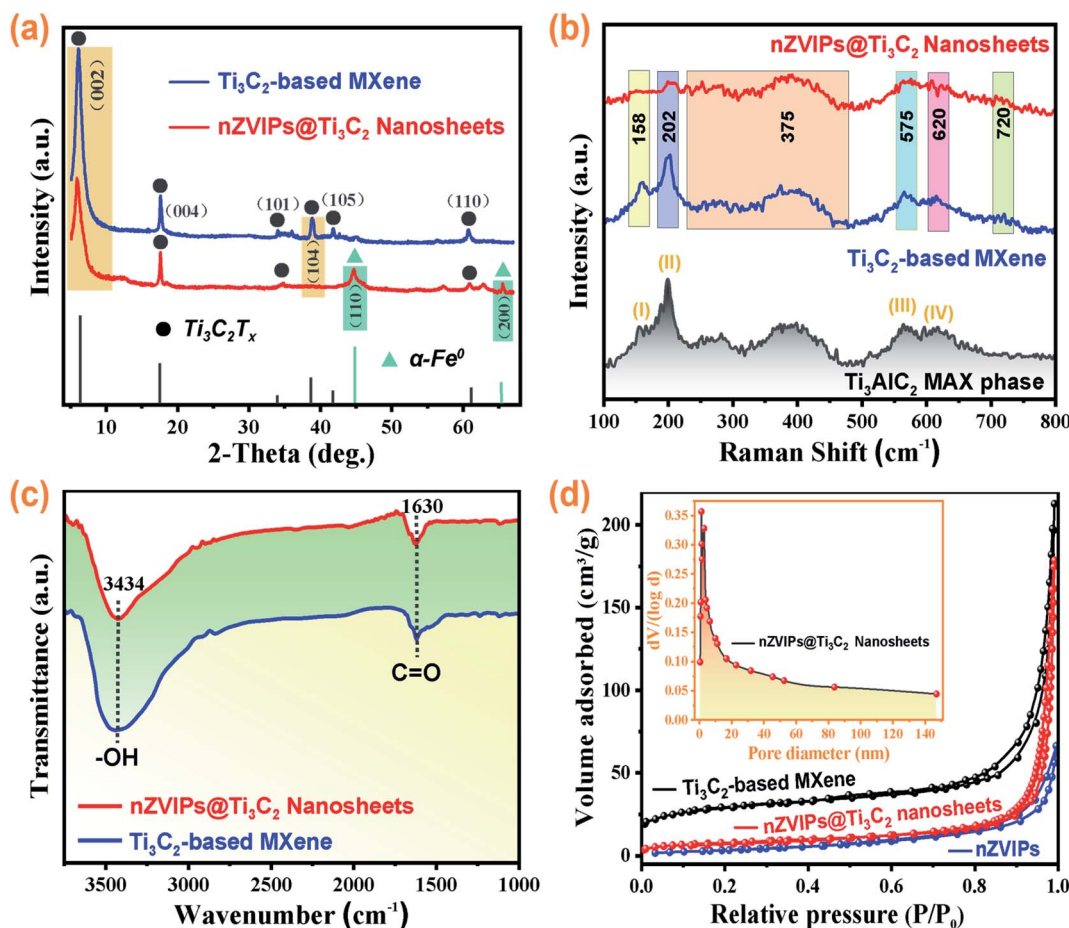 (a)
Intensity (a.u.)
(002)
Ti₃C₂-based MXene
nZVIPs@Ti₃C₂ Nanosheets
(004)
(101)
(104)
(105)
(110)
(110)
(200)
Ti₃C₂Tₓ
α-Fe⁰
10 20 30 40 50 60
2-Theta (deg.)
(b)
Intensity (a.u.)
nZVIPs@Ti₃C₂ Nanosheets
158
202
375
575
620
720
Ti₃C₂-based MXene
(I)
(II)
(III)
(IV)
Ti₃AlC₂ MAX phase
100 200 300 400 500 600 700 800
Raman Shift (cm⁻¹)
(c)
Transmittance (a.u.)
1630
3434
C=O
-OH
nZVIPs@Ti₃C₂ Nanosheets
Ti₃C₂-based MXene
3500 3000 2500 2000 1500 1000
Wavenumber (cm⁻¹)
(d)
Volume adsorbed (cm³/g)
200
150
100
50
0
dV/(log d)
0.35
0.30
0.25
0.20
0.15
0.10
0.05
0.00
nZVIPs@Ti₃C₂ Nanosheets
0 20 40 60 80 100 120 140
Pore diameter (nm)
Ti₃C₂-based MXene
nZVIPs@Ti₃C₂ nanosheets
nZVIPs
0.0 0.2 0.4 0.6 0.8 1.0
Relative pressure (P/P₀)